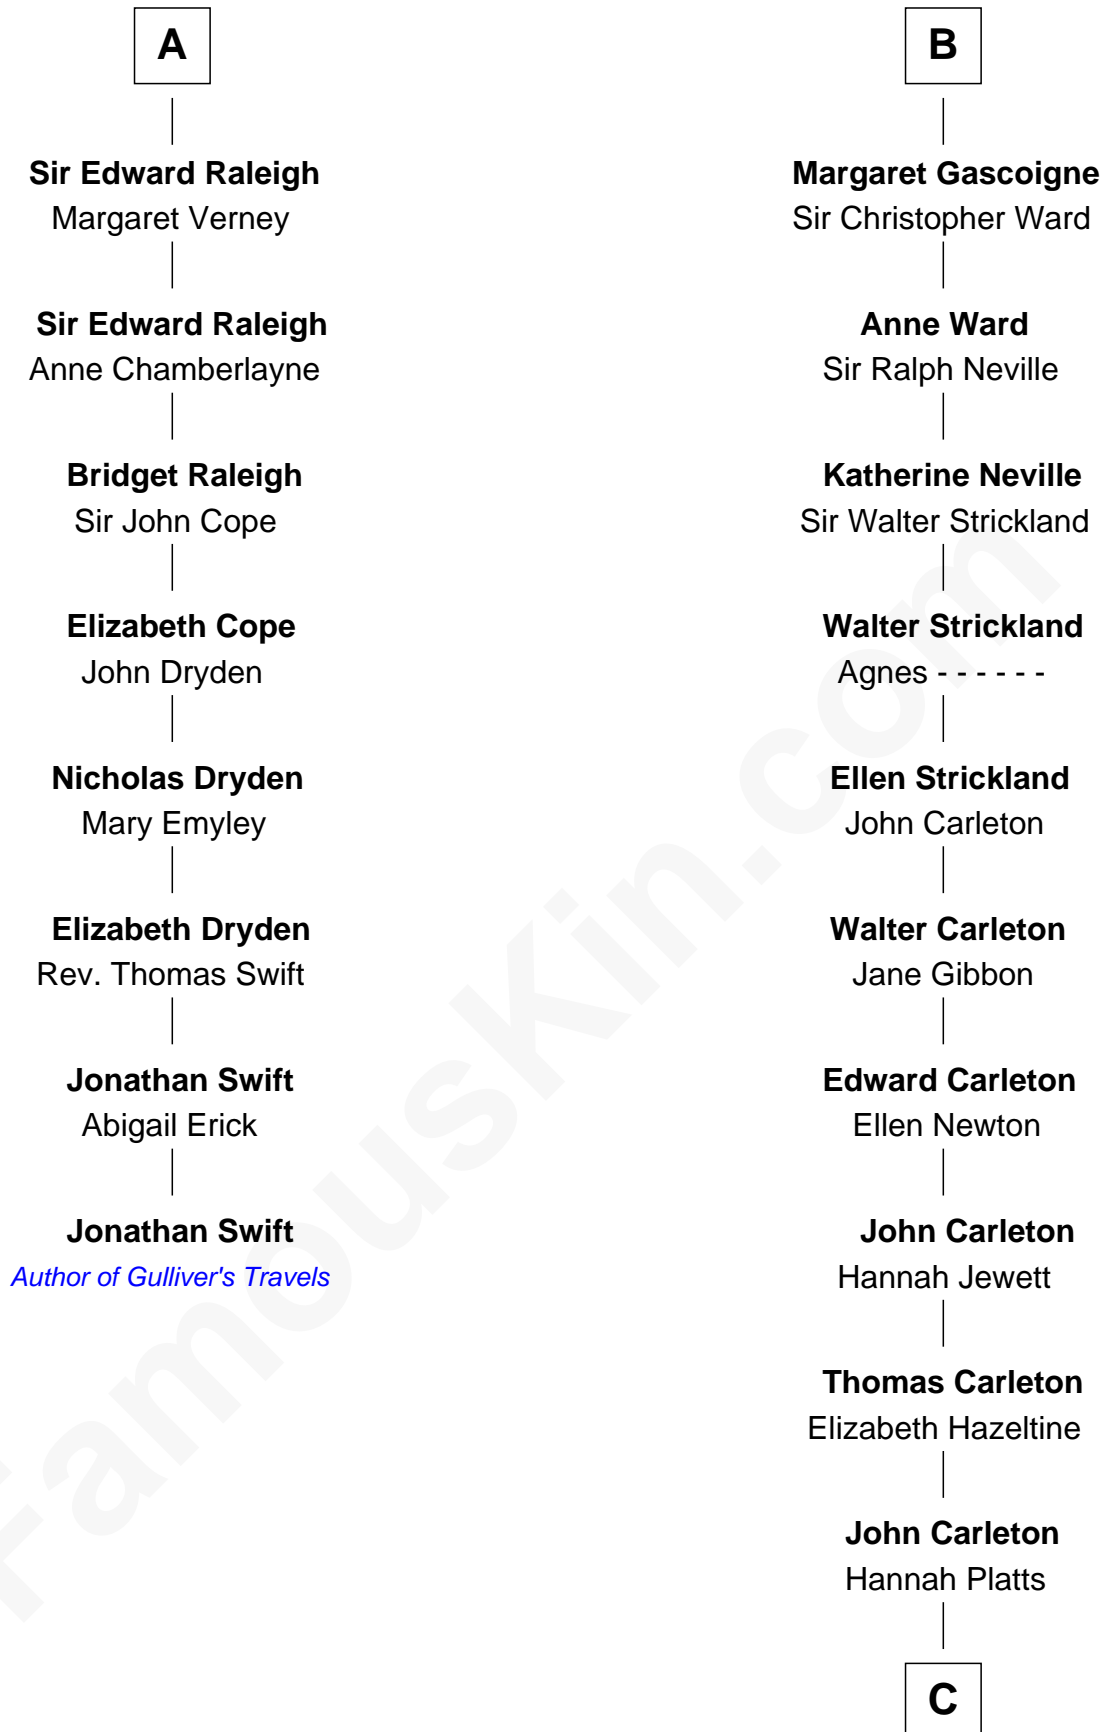 A
Sir Edward Raleigh
Margaret Verney
Sir Edward Raleigh
Anne Chamberlayne
Bridget Raleigh
Sir John Cope
Elizabeth Cope
John Dryden
Nicholas Dryden
Mary Emyley
Elizabeth Dryden
Rev. Thomas Swift
Jonathan Swift
Abigail Erick
Jonathan Swift
Author of Gulliver's Travels
B
Margaret Gascoigne
Sir Christopher Ward
Anne Ward
Sir Ralph Neville
Katherine Neville
Sir Walter Strickland
Walter Strickland
Agnes - - - - - -
Ellen Strickland
John Carleton
Walter Carleton
Jane Gibbon
Edward Carleton
Ellen Newton
John Carleton
Hannah Jewett
Thomas Carleton
Elizabeth Hazeltine
John Carleton
Hannah Platts
C
FamousKin.com